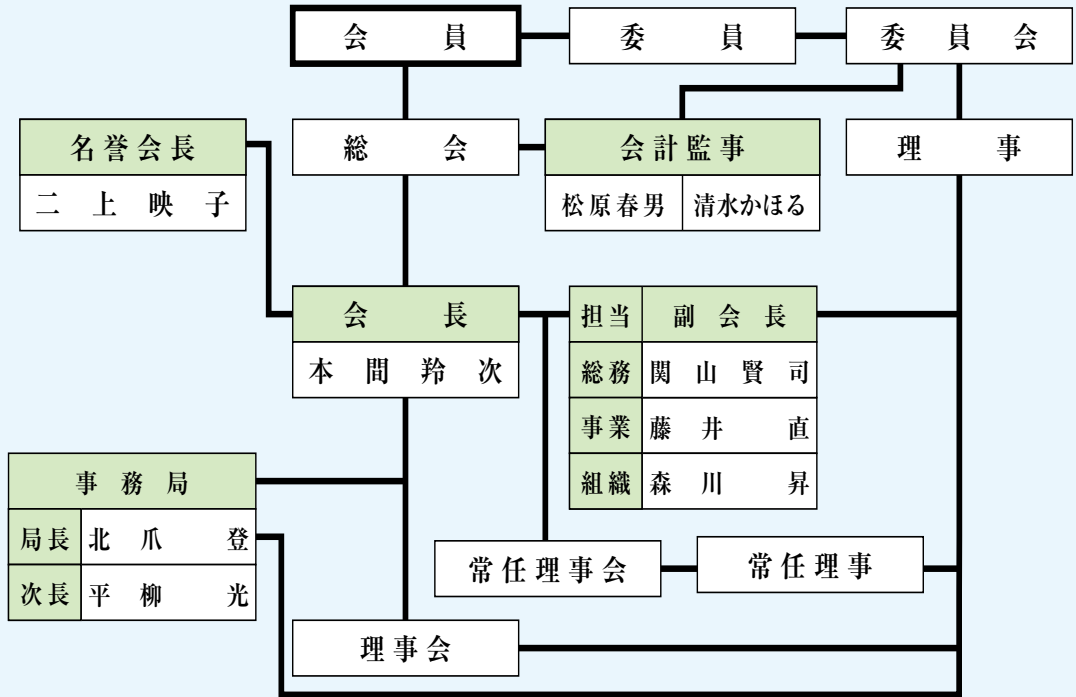 会員
委員
委員会
名誉会長
二上映子
総会
会計監事
松原春男
清水かほる
理事
会長
本間羚次
担当 副会長
総務 関山賢司
事業 藤井直
組織 森川昇
事務局
局長 北爪登
次長 平柳光
常任理事会
常任理事
理事会